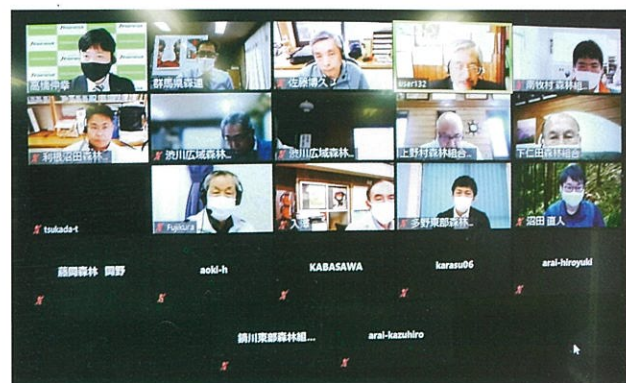 高橋伸幸
群馬県森連
佐藤博久
user132
南牧村 森林組...
利根沼田森林...
渋川広域森林...
渋川広域森林...
上野村森林組合...
下仁田森林組合
tsukada-t
Fujikura
多野東部森林...
沼田 直人
藤岡森林 関野
aoki-h
KABASAWA
karasu06
arai-hiroyuki
鏑川東部森林組...
arai-kazuhiro